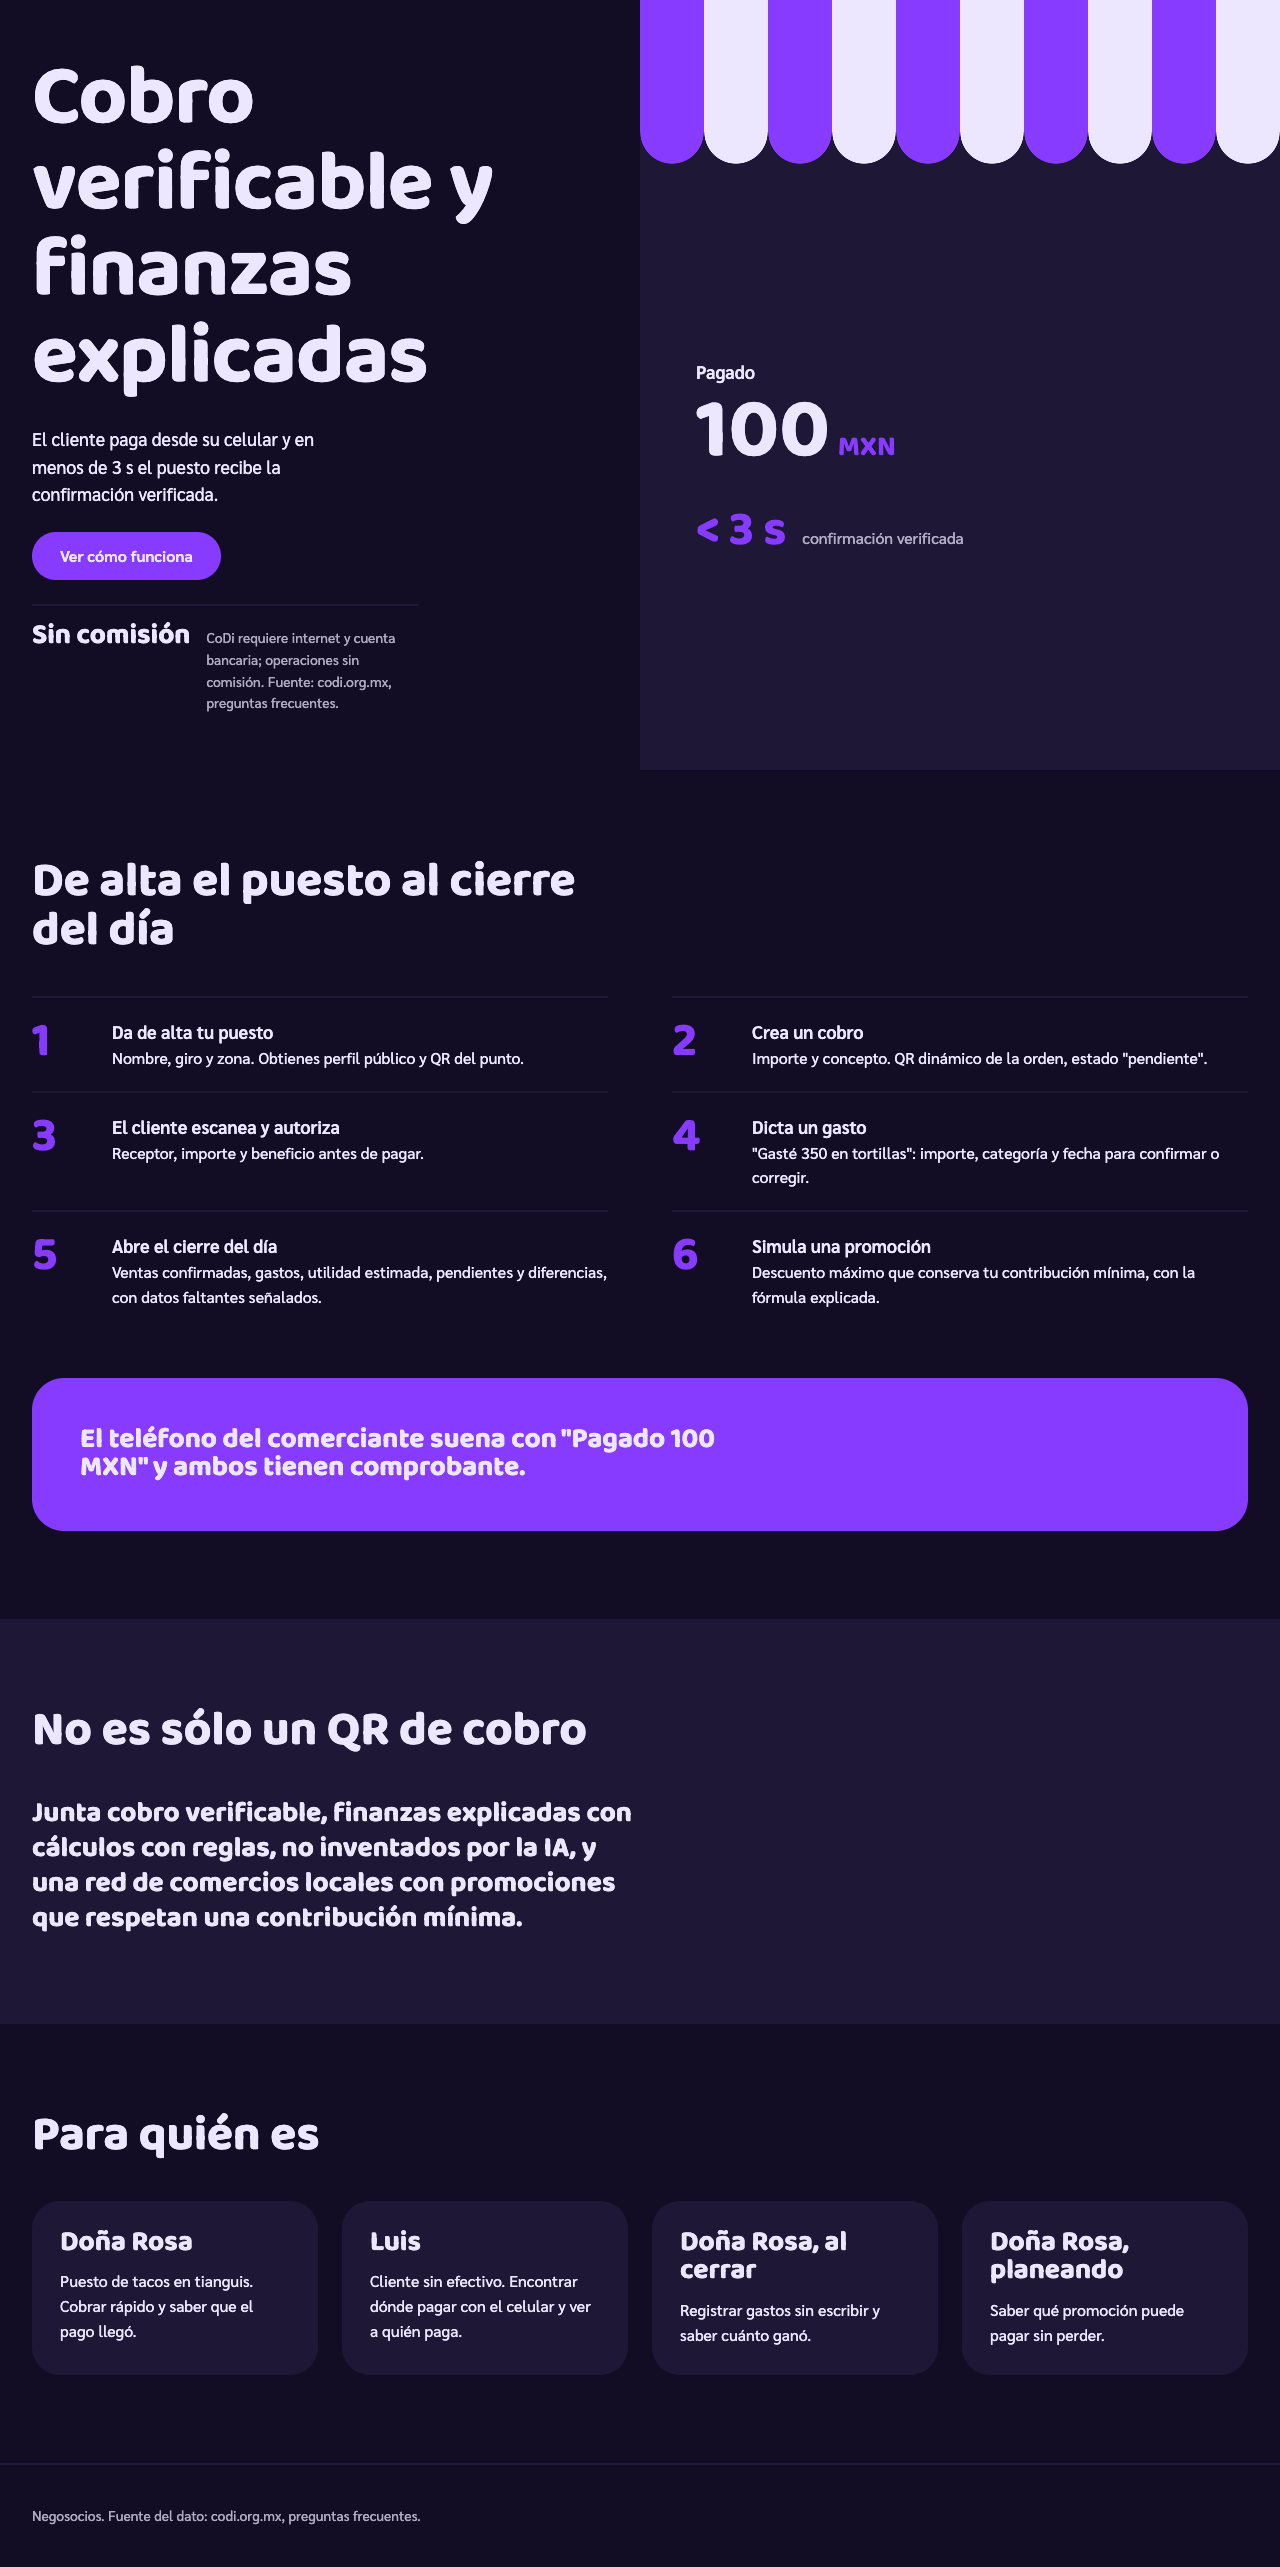 Cobro
verificable y
finanzas
explicadas
El cliente paga desde su celular y en
menos de 3 s el puesto recibe la
confirmación verificada.
Ver cómo funciona
Sin comisión
CoDi requiere internet y cuenta
bancaria; operaciones sin
comisión. Fuente: codi.org.mx,
preguntas frecuentes.
Pagado
100 MXN
< 3 s confirmación verificada
De alta el puesto al cierre
del día
1
Da de alta tu puesto
Nombre, giro y zona. Obtienes perfil público y QR del punto.
2
Crea un cobro
Importe y concepto. QR dinámico de la orden, estado "pendiente".
3
El cliente escanea y autoriza
Receptor, importe y beneficio antes de pagar.
4
Dicta un gasto
"Gasté 350 en tortillas": importe, categoría y fecha para confirmar o
corregir.
5
Abre el cierre del día
Ventas confirmadas, gastos, utilidad estimada, pendientes y diferencias,
con datos faltantes señalados.
6
Simula una promoción
Descuento máximo que conserva tu contribución mínima, con la
fórmula explicada.
El teléfono del comerciante suena con "Pagado 100
MXN" y ambos tienen comprobante.
No es sólo un QR de cobro
Junta cobro verificable, finanzas explicadas con
cálculos con reglas, no inventados por la IA, y
una red de comercios locales con promociones
que respetan una contribución mínima.
Para quién es
Doña Rosa
Puesto de tacos en tianguis.
Cobrar rápido y saber que el
pago llegó.
Luis
Cliente sin efectivo. Encontrar
dónde pagar con el celular y ver
a quién paga.
Doña Rosa, al
cerrar
Registrar gastos sin escribir y
saber cuánto ganó.
Doña Rosa,
planeando
Saber qué promoción puede
pagar sin perder.
Negosocios. Fuente del dato: codi.org.mx, preguntas frecuentes.